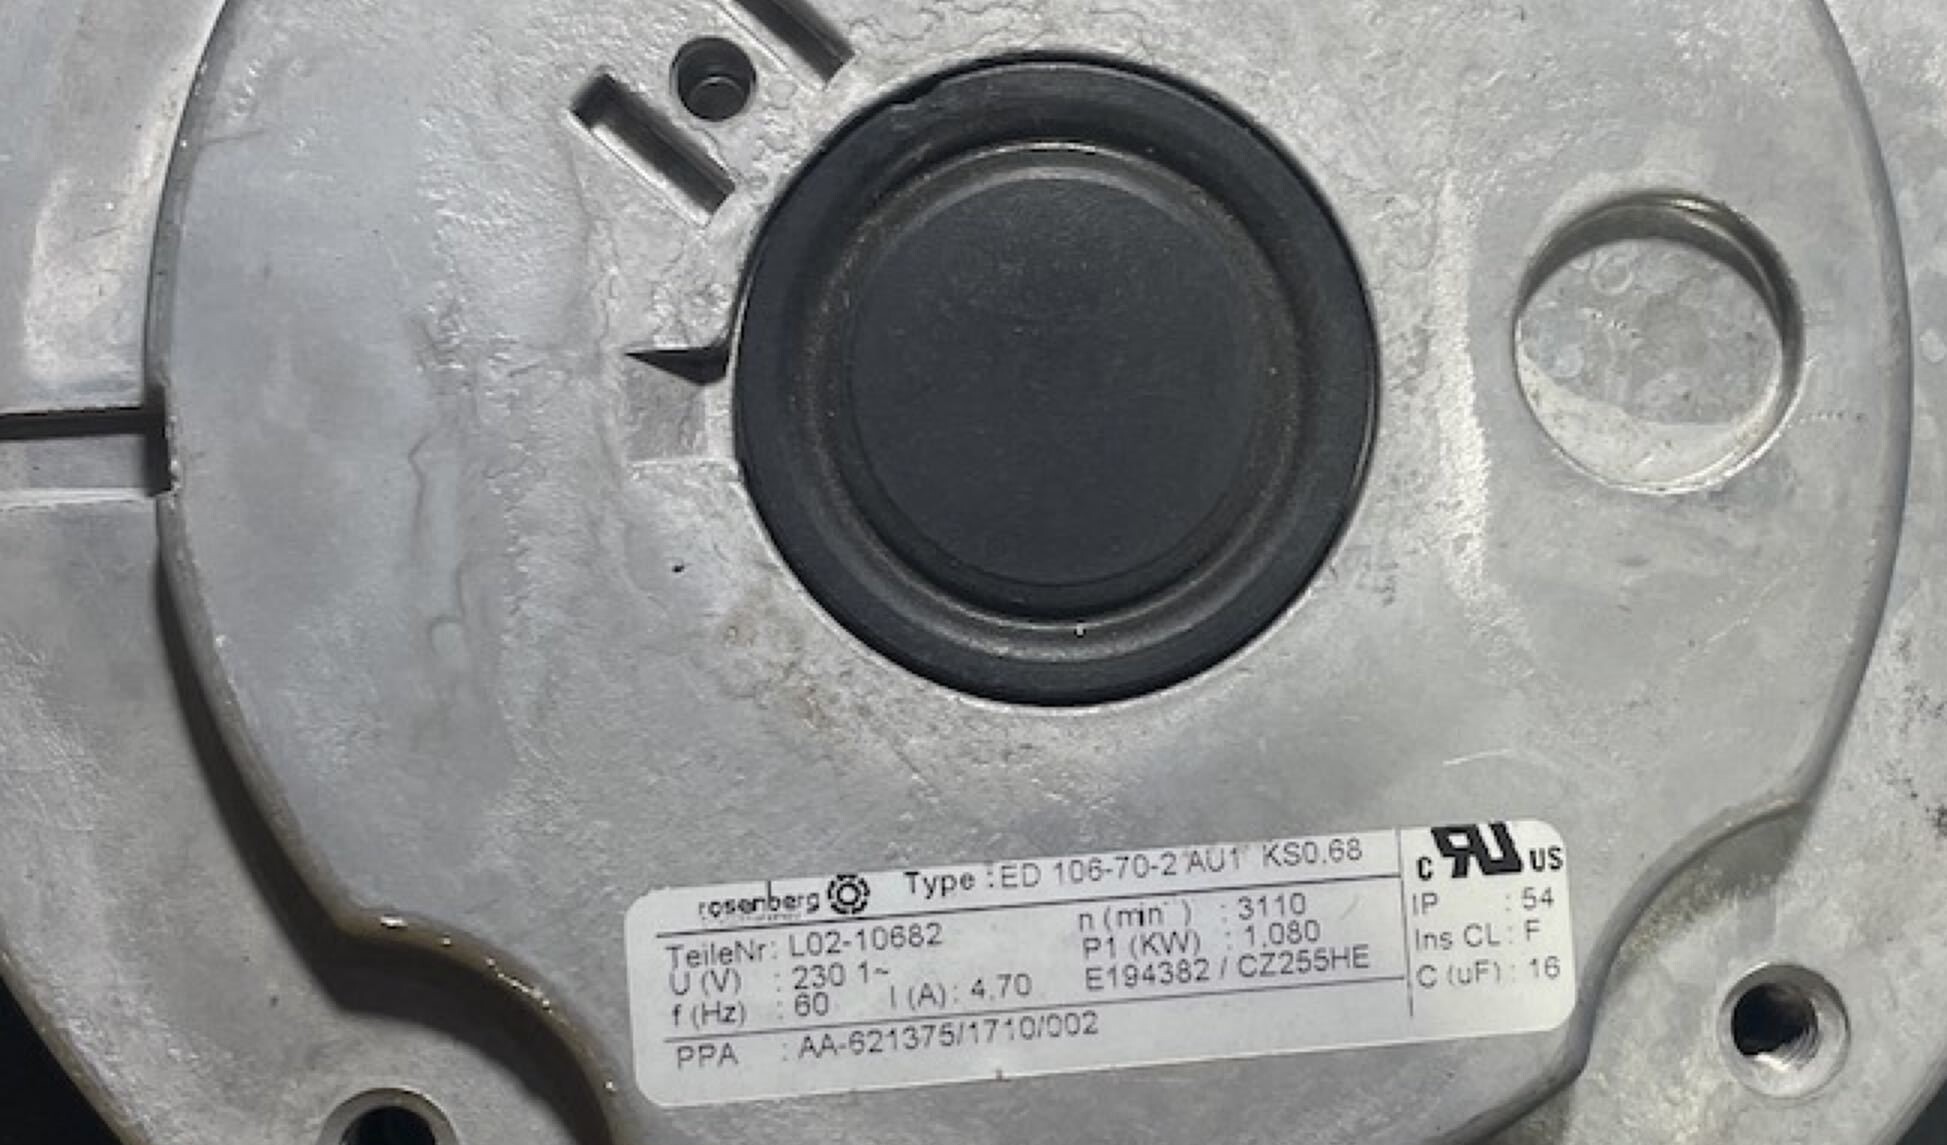 rosenberg Type : ED 106-70-2 AU1 KS0.68
TeileNr: L02-10682
U (V) : 230 1~
f (Hz) : 60 I (A): 4.70
n (min ) : 3110
P1 (KW) : 1,080
E194382 / CZ255HE
PPA : AA-621375/1710/002
c RU US
IP : 54
Ins CL : F
C (uF) : 16